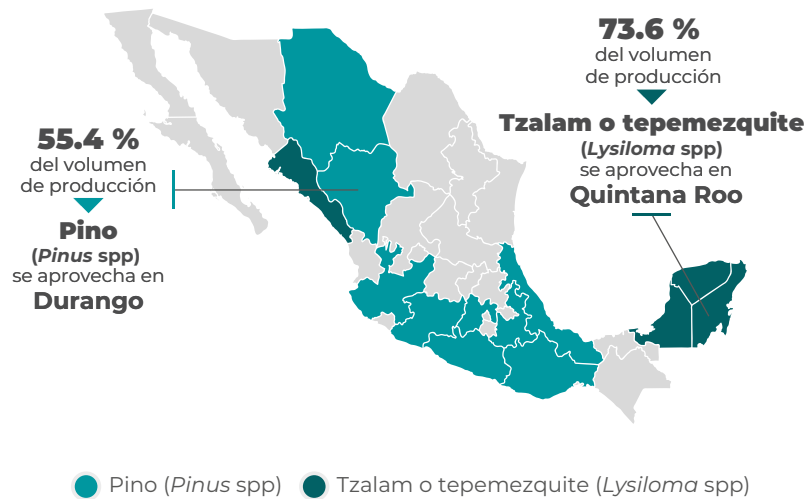 73.6 %
del volumen
de producción
Tzalam o tepemezquite
(Lysiloma spp)
se aprovecha en
Quintana Roo
55.4 %
del volumen
de producción
Pino
(Pinus spp)
se aprovecha en
Durango
Pino (Pinus spp)
Tzalam o tepemezquite (Lysiloma spp)